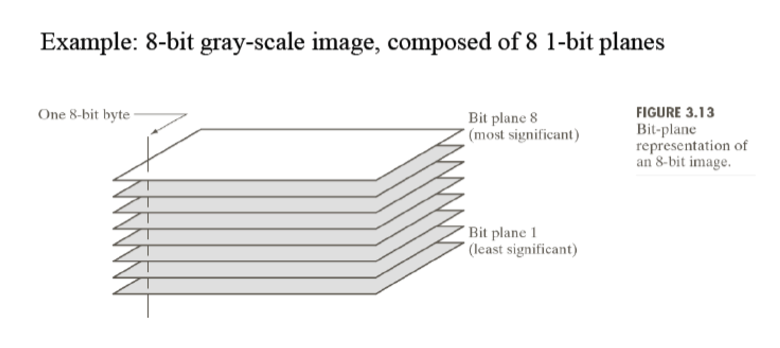 Example: 8-bit gray-scale image, composed of 8 1-bit planes
One 8-bit byte
Bit plane 8
(most significant)
Bit plane 1
(least significant)
FIGURE 3.13
Bit-plane
representation of
an 8-bit image.